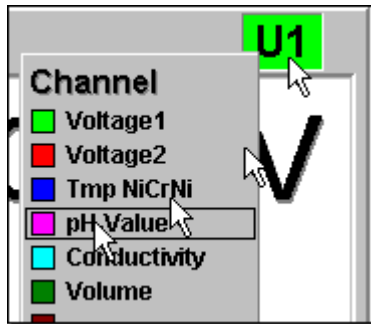 U1
Channel
Voltage1
Voltage2
Tmp NiCrNi
pH Value
Conductivity
Volume
V